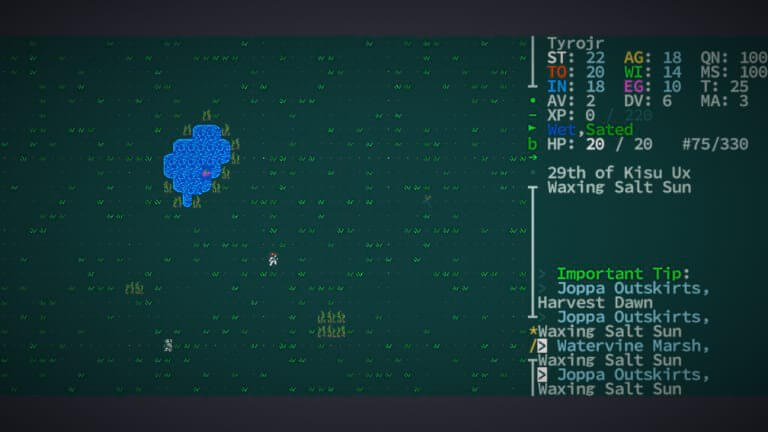 Tyrojr
ST: 22 AG: 18 QN: 100
TO: 20 WI: 14 MS: 100
IN: 18 EG: 10 T: 25
AV: 2 DV: 6 MA: 3
XP: 0 / 220
Wet,Sated
HP: 20 / 20 #75/330
29th of Kisu Ux
Waxing Salt Sun
> Important Tip:
> Joppa Outskirts,
Harvest Dawn
> Joppa Outskirts,
*Waxing Salt Sun
/> Watervine Marsh,
Waxing Salt Sun
> Joppa Outskirts,
Waxing Salt Sun